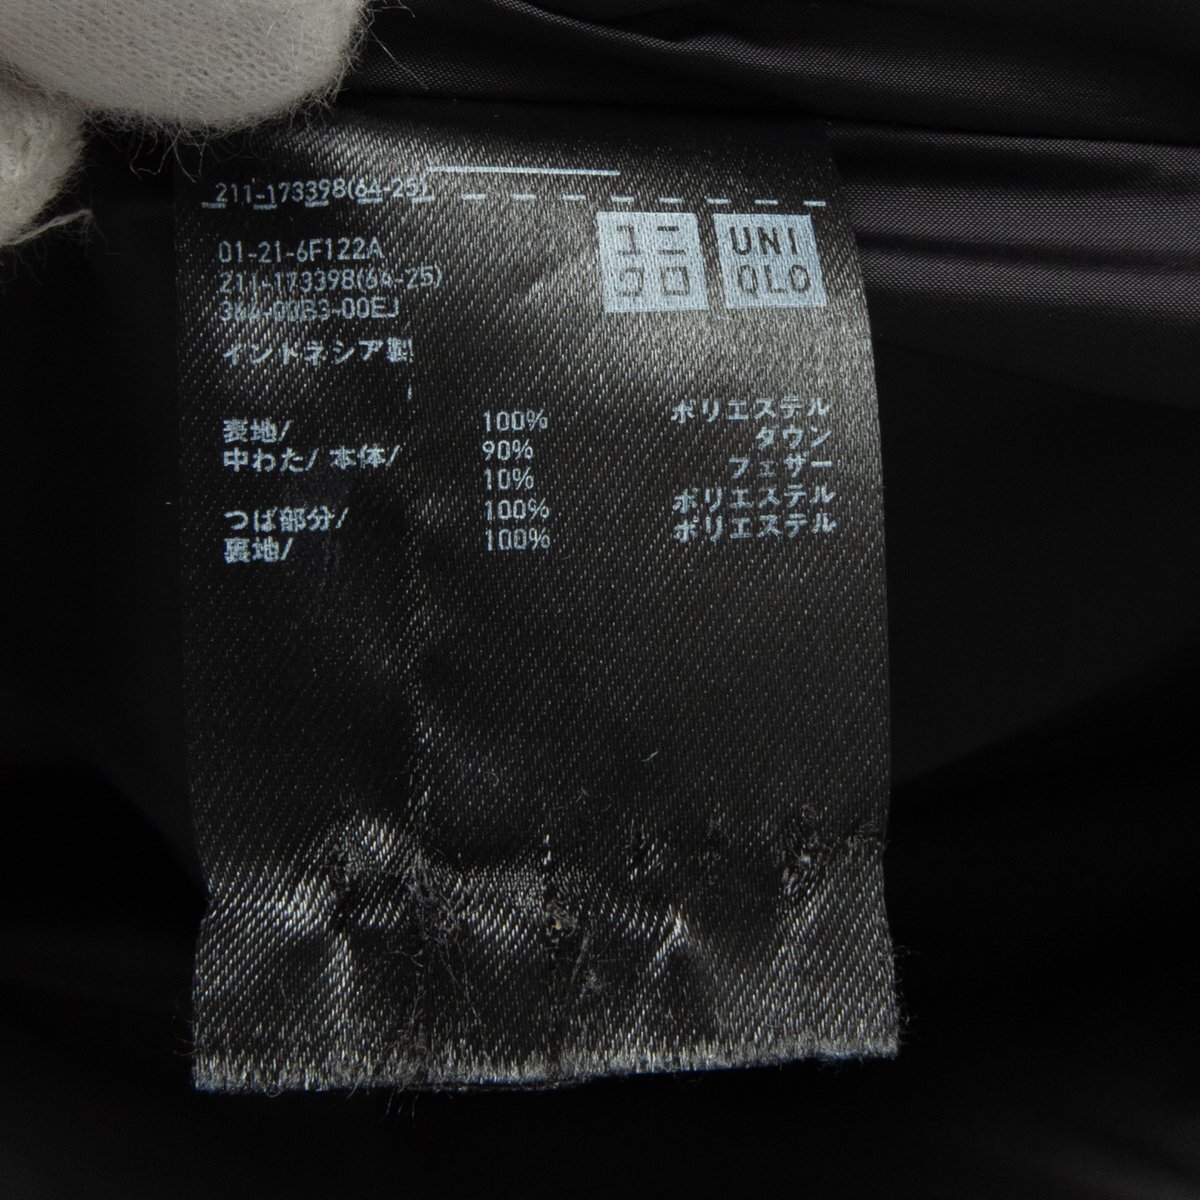 211-173398(64-25)
ユニ
クロ
UNI
QLO
01-21-6F122A
211-173398(64-25)
インドネシア製
表地/ 100% ポリエステル
中わた/ 本体/ 90% ダウン
10% フェザー
つば部分/ 100% ポリエステル
裏地/ 100% ポリエステル